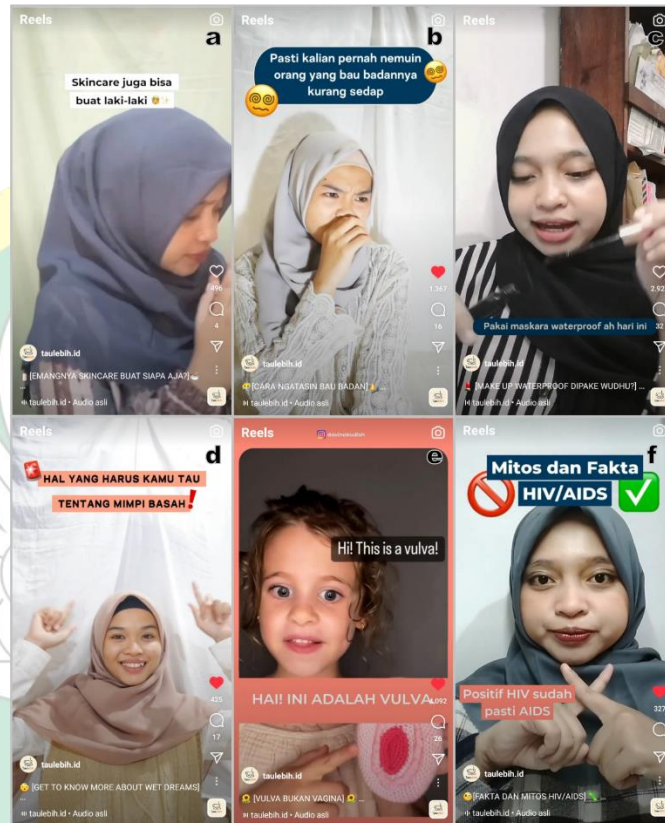 Reels
a
Skincare juga bisa
buat laki-laki
496
4
taulebih.id
[EMANGNYA SKINCARE BUAT SIAPA AJA?]
taulebih.id • Audio asli
b
Pasti kalian pernah nemuin
orang yang bau badannya
kurang sedap
1.367
16
taulebih.id
[CARA NGATASIN BAU BADAN] ...
taulebih.id • Audio asli
Reels
c
2.92
32
Pakai maskara waterproof ah hari ini
taulebih.id
[MAKE UP WATERPROOF DIPAKE WUDHU?] ...
taulebih.id • Audio asli
Reels
d
HAL YANG HARUS KAMU TAU
TENTANG MIMPI BASAH
425
17
taulebih.id
[GET TO KNOW MORE ABOUT WET DREAMS]
...
taulebih.id • Audio asli
Reels
e
Hi! This is a vulva!
HAI! INI ADALAH VULVA
26
taulebih.id
[VULVA BUKAN VAGINA] ...
taulebih.id • Audio asli
Reels
f
Mitos dan Fakta
HIV/AIDS
Positif HIV sudah
pasti AIDS
327
taulebih.id
[FAKTA DAN MITOS HIV/AIDS] ...
taulebih.id • Audio asli